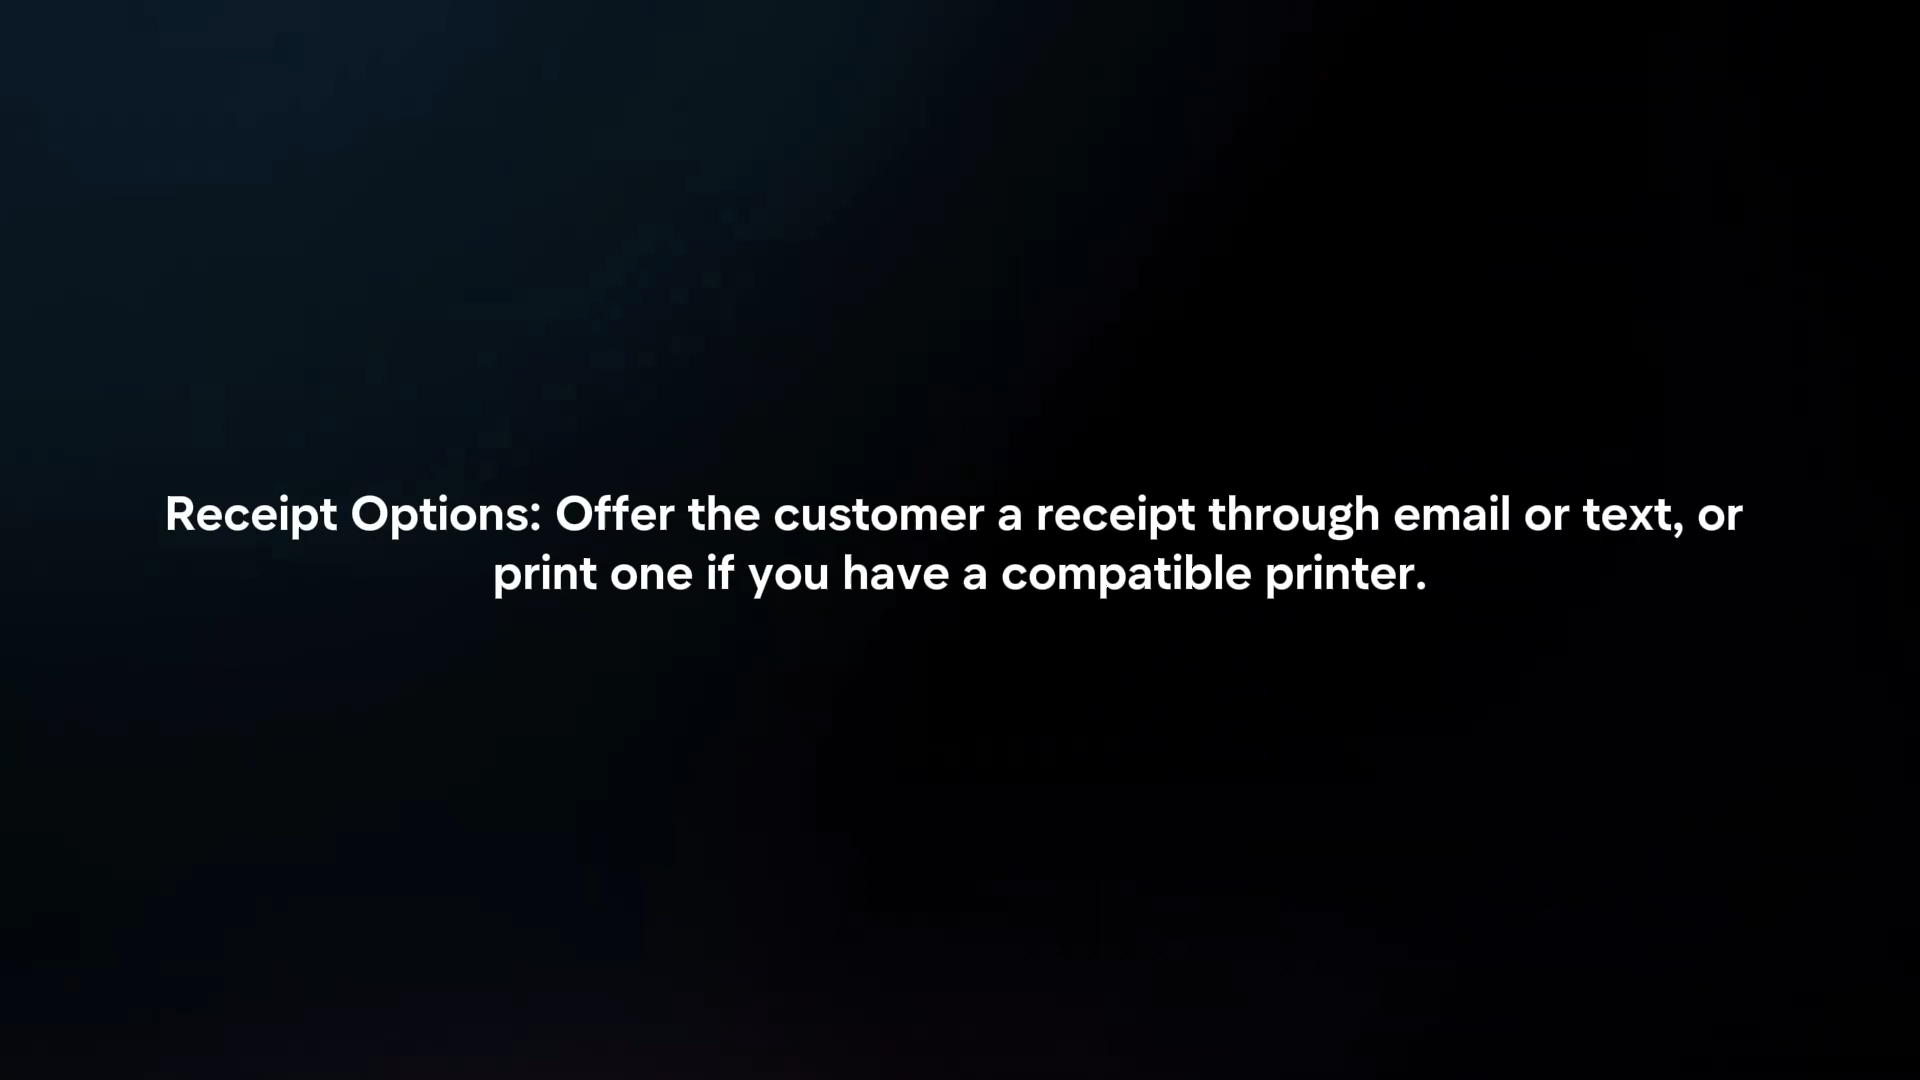 Receipt Options: Offer the customer a receipt through email or text, or
print one if you have a compatible printer.